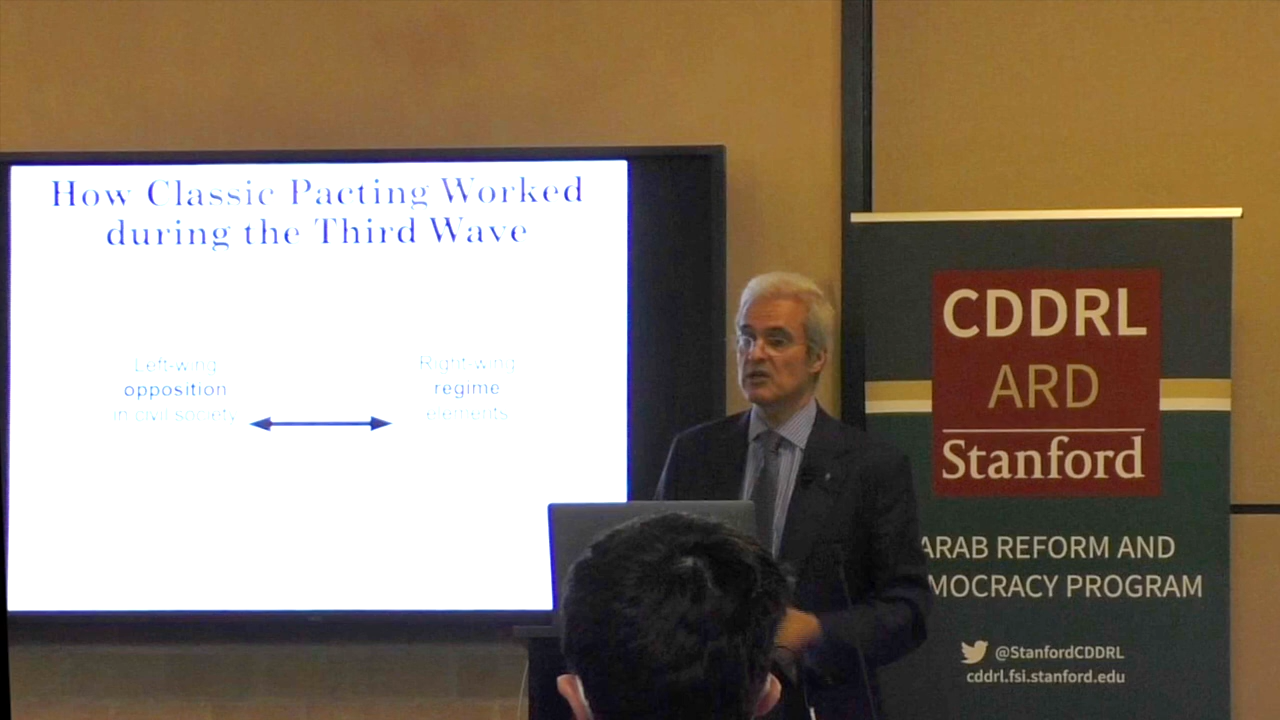 How Classic Pacting Worked
during the Third Wave
Left-wing
opposition
in civil society
Right-wing
regime
elements
CDDRL
ARD
Stanford
ARAB REFORM AND
MOCRACY PROGRAM
@StanfordCDDRL
cddrl.fsi.stanford.edu